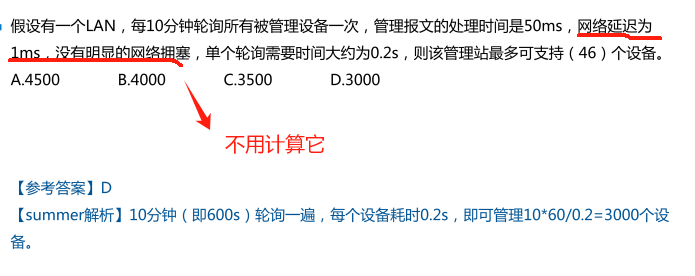 假设有一个LAN，每10分钟轮询所有被管理设备一次，管理报文的处理时间是50ms，网络延迟为
1ms，没有明显的网络拥塞，单个轮询需要时间大约为0.2s，则该管理站最多可支持（46）个设备。
A.4500 B.4000 C.3500 D.3000
不用计算它
【参考答案】D
【summer解析】10分钟（即600s）轮询一遍，每个设备耗时0.2s，即可管理10*60/0.2=3000个设
备。